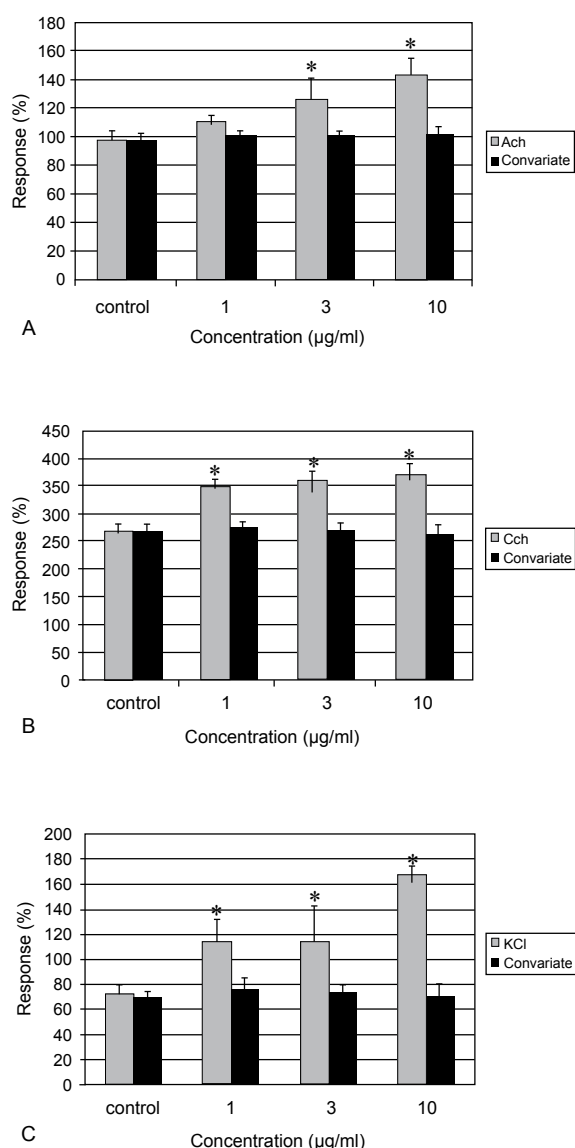 180
160
140
120
100
80
60
40
20
0
Response (%)
*
*
Ach
Convariate
control 1 3 10
A
Concentration (µg/ml)
450
400
350
300
250
200
150
100
50
0
Response (%)
*
*
*
Cch
Convariate
control 1 3 10
B
Concentration (µg/ml)
200
180
160
140
120
100
80
60
40
20
0
Response (%)
*
*
*
KCl
Convariate
control 1 3 10
C
Concentration (µg/ml)